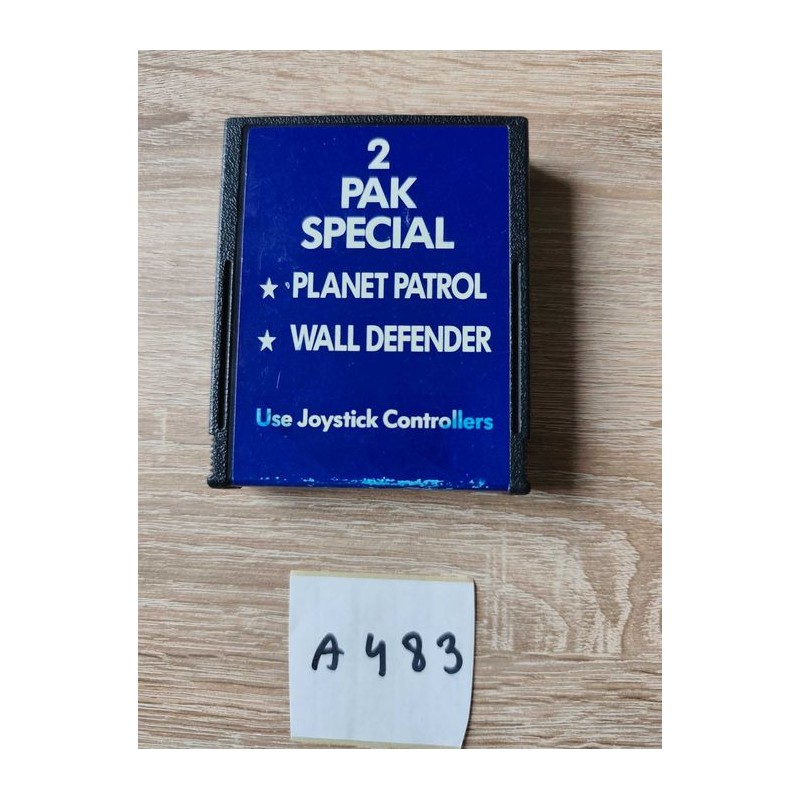 2
PAK
SPECIAL
★ PLANET PATROL
★ WALL DEFENDER
Use Joystick Controllers
A 483